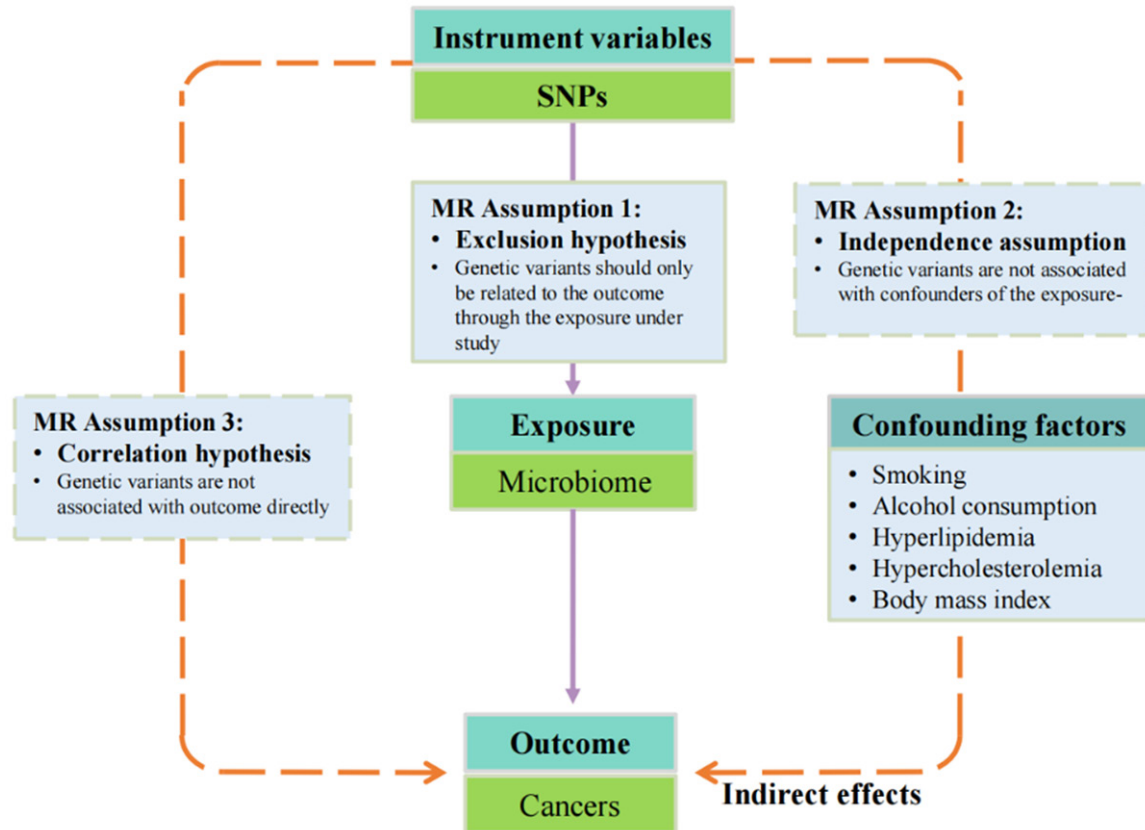 Instrument variables
SNPs
MR Assumption 1:
• Exclusion hypothesis
• Genetic variants should only
be related to the outcome
through the exposure under
study
MR Assumption 2:
• Independence assumption
• Genetic variants are not associated
with confounders of the exposure-
MR Assumption 3:
• Correlation hypothesis
• Genetic variants are not
associated with outcome directly
Exposure
Microbiome
Confounding factors
• Smoking
• Alcohol consumption
• Hyperlipidemia
• Hypercholesterolemia
• Body mass index
Outcome
Cancers
Indirect effects